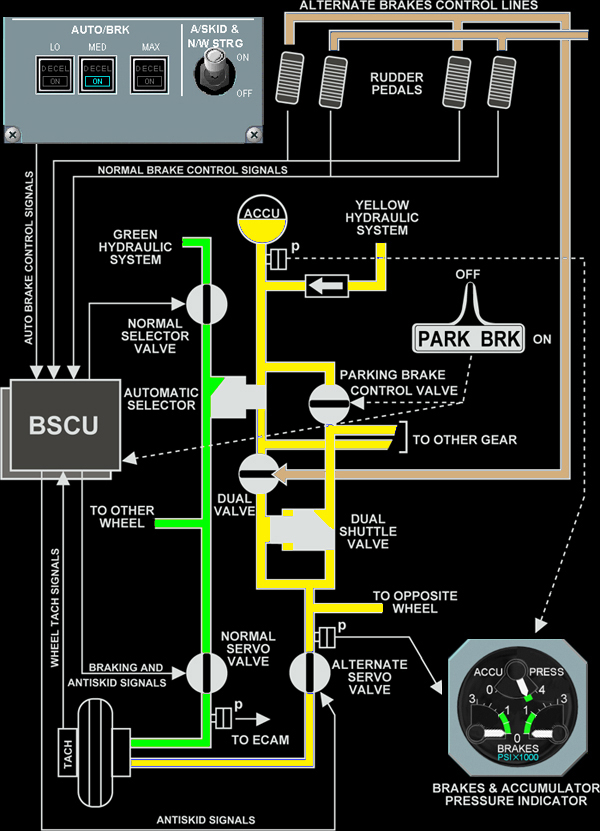 ALTERNATE BRAKES CONTROL LINES
AUTO/BRK
LO MED MAX
DECEL DECEL DECEL
ON ON ON
A/SKID &
N/W STRG
ON
OFF
RUDDER
PEDALS
NORMAL BRAKE CONTROL SIGNALS
AUTO BRAKE CONTROL SIGNALS
ACCU
P
YELLOW
HYDRAULIC
SYSTEM
GREEN
HYDRAULIC
SYSTEM
OFF
PARK BRK
ON
NORMAL
SELECTOR
VALVE
PARKING BRAKE
CONTROL VALVE
AUTOMATIC
SELECTOR
BSCU
TO OTHER GEAR
DUAL
VALVE
TO OTHER
WHEEL
DUAL
SHUTTLE
VALVE
WHEEL TACH SIGNALS
TO OPPOSITE
WHEEL
P
NORMAL
SERVO
VALVE
ALTERNATE
SERVO
VALVE
BRAKING AND
ANTISKID SIGNALS
P
TO ECAM
TACH
ACCU PRESS
0 4
3 3
1 1
0
BRAKES
PSI×1000
BRAKES & ACCUMULATOR
PRESSURE INDICATOR
ANTISKID SIGNALS